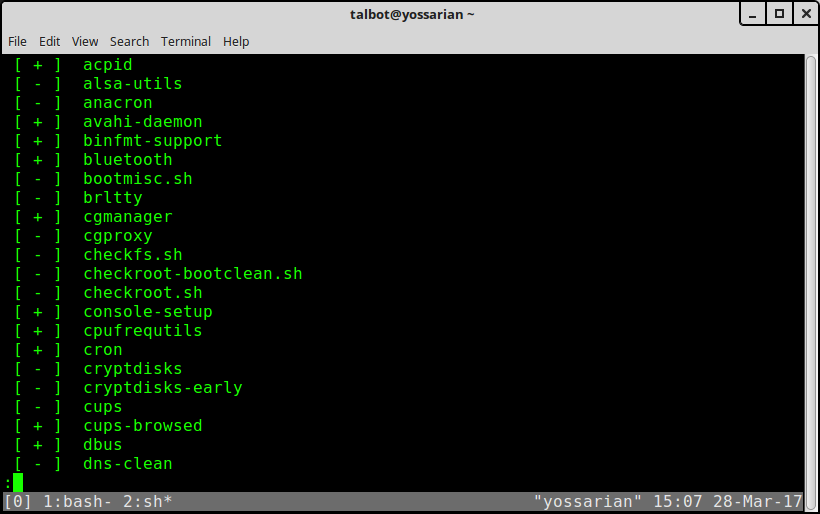 talbot@yossarian ~
File Edit View Search Terminal Help
[ + ]  acpid
[ - ]  alsa-utils
[ - ]  anacron
[ + ]  avahi-daemon
[ + ]  binfmt-support
[ + ]  bluetooth
[ - ]  bootmisc.sh
[ - ]  brltty
[ + ]  cgmanager
[ - ]  cgproxy
[ - ]  checkfs.sh
[ - ]  checkroot-bootclean.sh
[ - ]  checkroot.sh
[ + ]  console-setup
[ + ]  cpufrequtils
[ + ]  cron
[ - ]  cryptdisks
[ - ]  cryptdisks-early
[ - ]  cups
[ + ]  cups-browsed
[ + ]  dbus
[ - ]  dns-clean
:
[0] 1:bash- 2:sh* "yossarian" 15:07 28-Mar-17